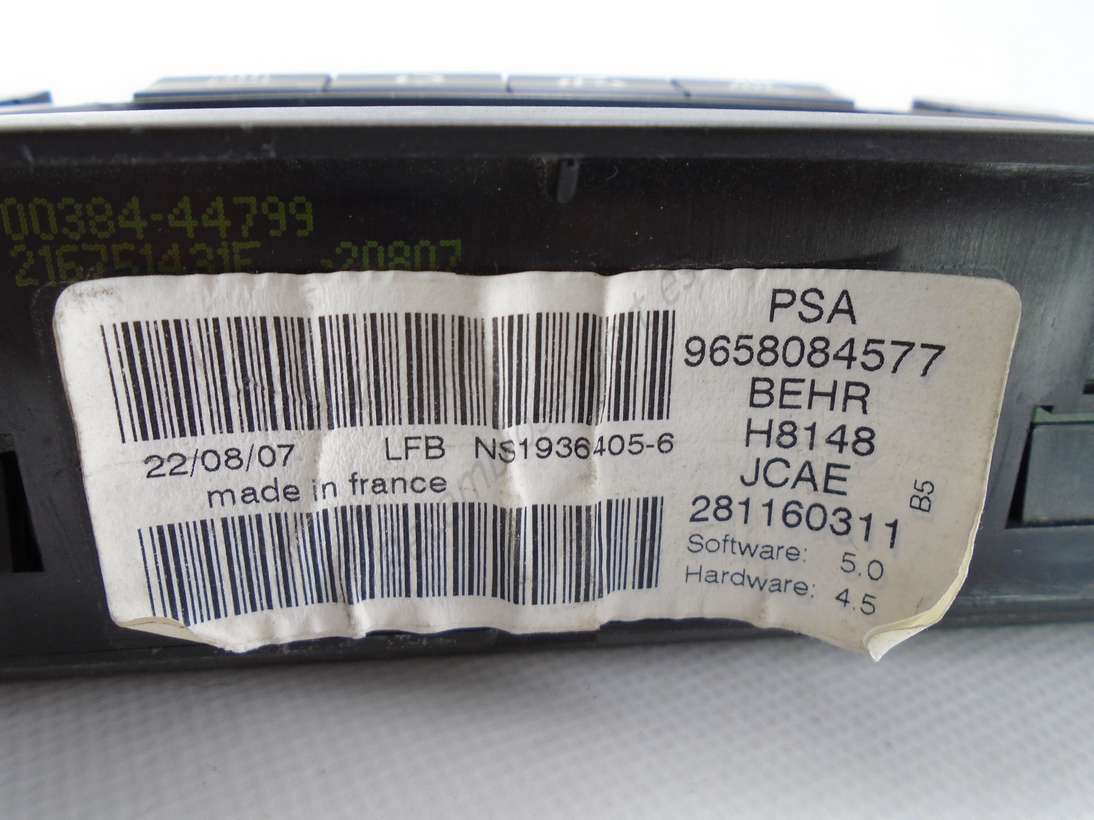 00384-44799
-20807
PSA
9658084577
BEHR
22/08/07 LFB NS1936405-6
H8148
made in france
JCAE
281160311
B5
Software: 5.0
Hardware: 4.5